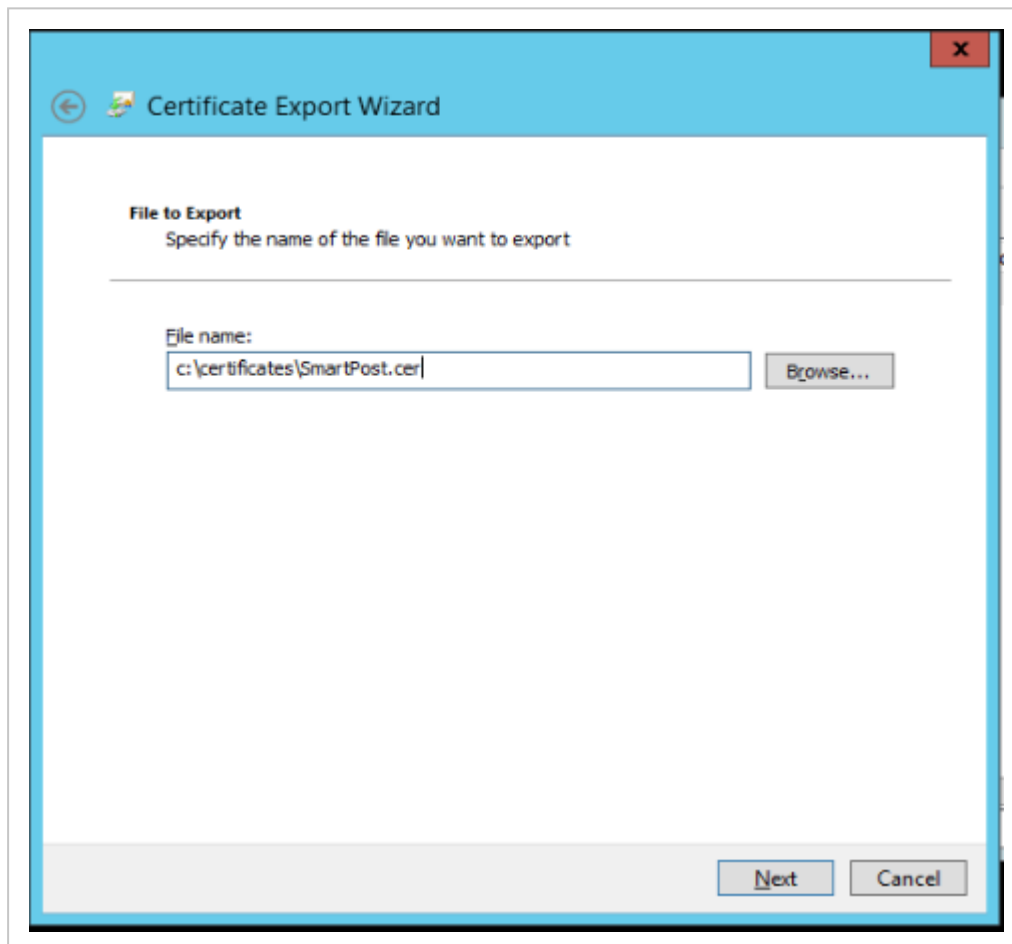 x
Certificate Export Wizard
File to Export
Specify the name of the file you want to export
File name:
c:\certificates\SmartPost.cer
Browse...
Next
Cancel